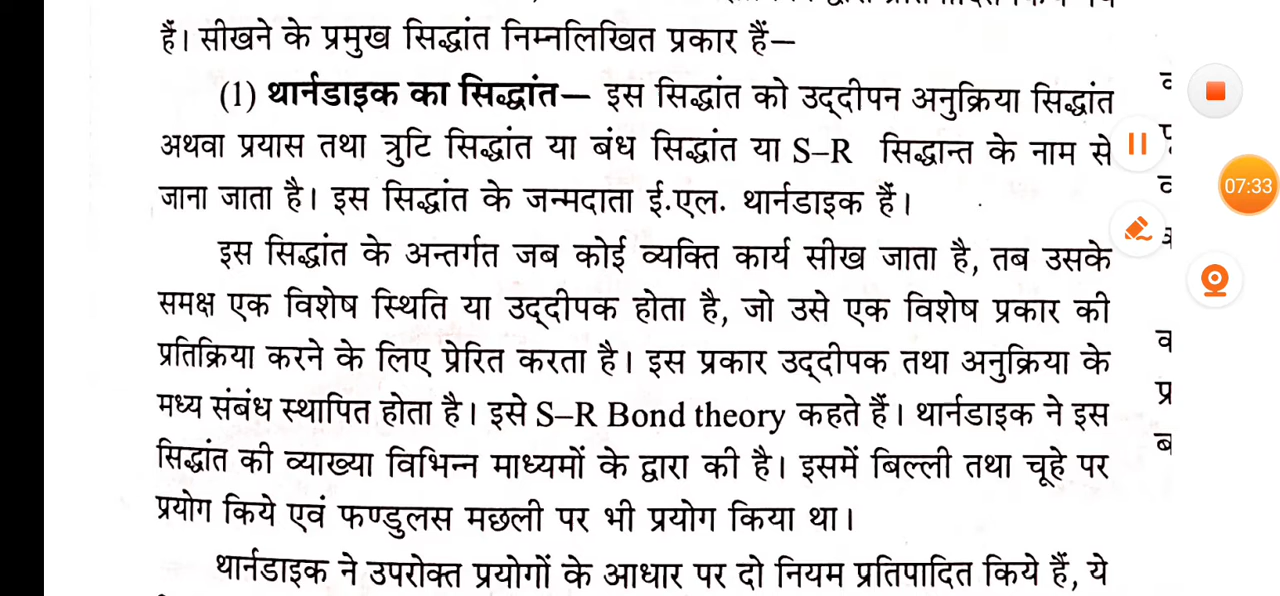 हैं। सीखने के प्रमुख सिद्धांत निम्नलिखित प्रकार हैं—
(1) थार्नडाइक का सिद्धांत— इस सिद्धांत को उद्दीपन अनुक्रिया सिद्धांत
अथवा प्रयास तथा त्रुटि सिद्धांत या बंध सिद्धांत या S–R सिद्धान्त के नाम से
जाना जाता है। इस सिद्धांत के जन्मदाता ई.एल. थार्नडाइक हैं।
इस सिद्धांत के अन्तर्गत जब कोई व्यक्ति कार्य सीख जाता है, तब उसके
समक्ष एक विशेष स्थिति या उद्दीपक होता है, जो उसे एक विशेष प्रकार की
प्रतिक्रिया करने के लिए प्रेरित करता है। इस प्रकार उद्दीपक तथा अनुक्रिया के
मध्य संबंध स्थापित होता है। इसे S–R Bond theory कहते हैं। थार्नडाइक ने इस
सिद्धांत की व्याख्या विभिन्न माध्यमों के द्वारा की है। इसमें बिल्ली तथा चूहे पर
प्रयोग किये एवं फण्डुलस मछली पर भी प्रयोग किया था।
थार्नडाइक ने उपरोक्त प्रयोगों के आधार पर दो नियम प्रतिपादित किये हैं, ये
07:33